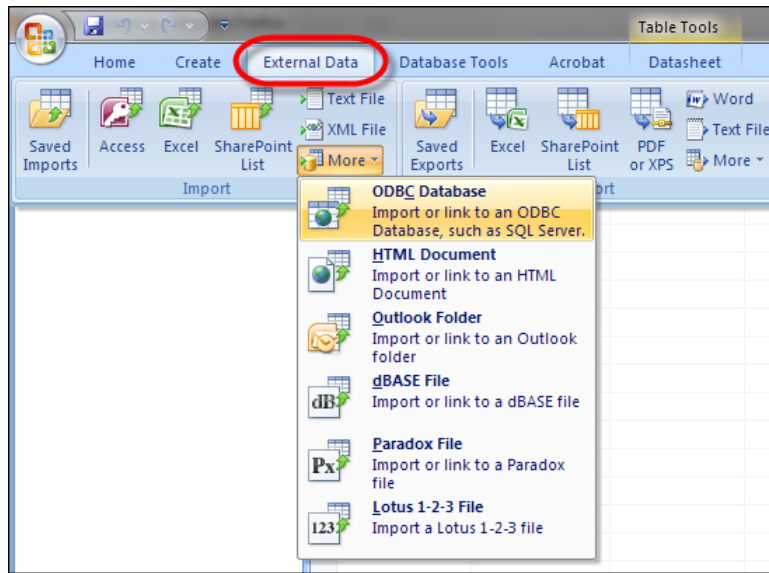 Table Tools
Home Create External Data Database Tools Acrobat Datasheet
Saved Imports
Access
Excel
SharePoint List
Text File
XML File
More
Saved Exports
Excel
SharePoint List
PDF or XPS
Word
Text File
More
Import
ort
ODBC Database
Import or link to an ODBC
Database, such as SQL Server.
HTML Document
Import or link to an HTML
Document
Outlook Folder
Import or link to an Outlook
folder
dB
dBASE File
Import or link to a dBASE file
Px
Paradox File
Import or link to a Paradox
file
123
Lotus 1-2-3 File
Import a Lotus 1-2-3 file